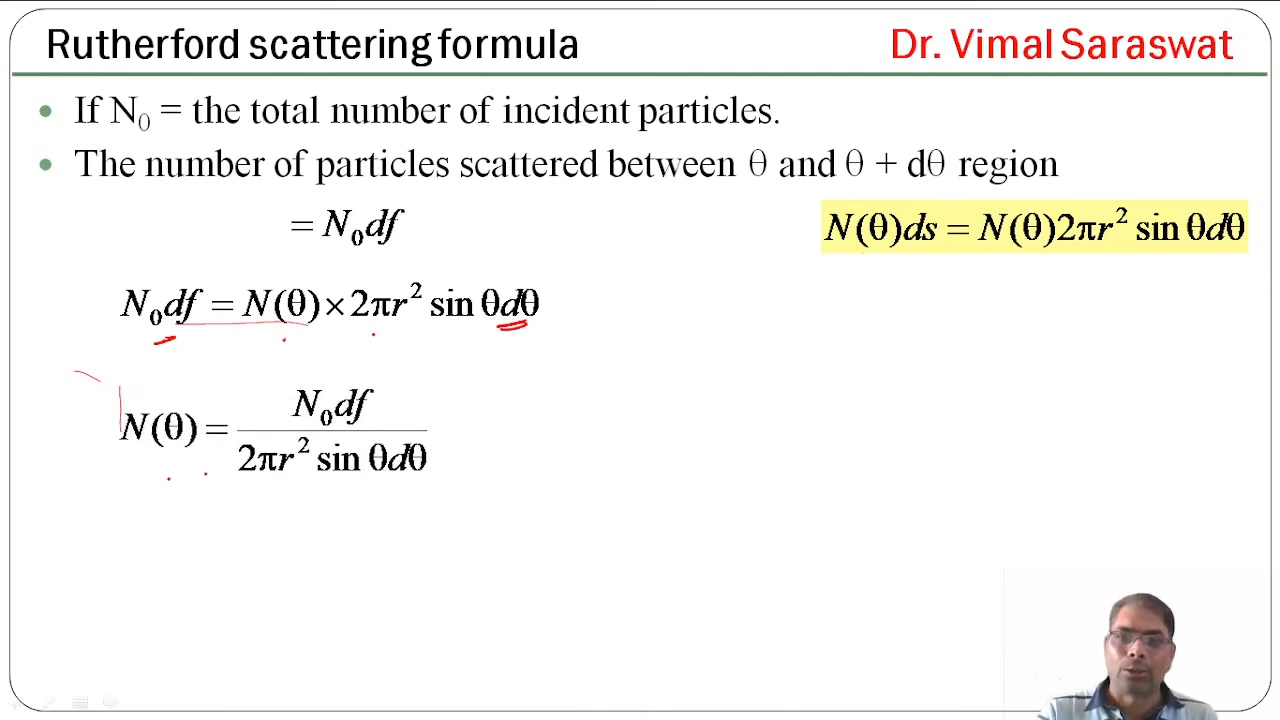 Rutherford scattering formula
Dr. Vimal Saraswat
• If N₀ = the total number of incident particles.
• The number of particles scattered between θ and θ + dθ region
= N₀df
N(θ)ds = N(θ)2πr² sin θdθ
N₀df = N(θ) × 2πr² sin θdθ
N(θ) = N₀df / 2πr² sin θdθ